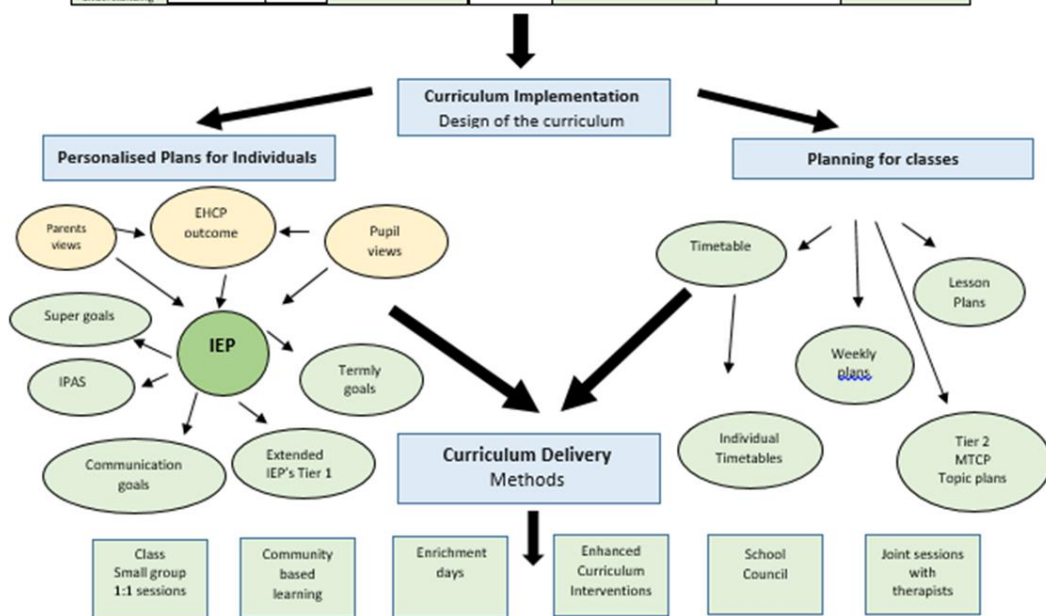 understanding
Curriculum Implementation
Design of the curriculum
Personalised Plans for Individuals
Planning for classes
Parents
views
EHCP
outcome
Pupil
views
Timetable
Lesson
Plans
Super goals
IEP
IPAS
Termly
goals
Weekly
plans
Communication
goals
Extended
IEP's Tier 1
Curriculum Delivery
Methods
Individual
Timetables
Tier 2
MTCP
Topic plans
Class
Small group
1:1 sessions
Community
based
learning
Enrichment
days
Enhanced
Curriculum
Interventions
School
Council
Joint sessions
with
therapists